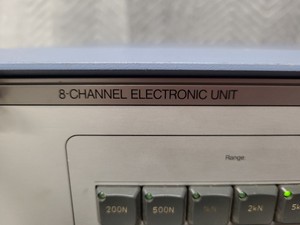 8-CHANNEL ELECTRONIC UNIT
Range
200N 500N 2kN